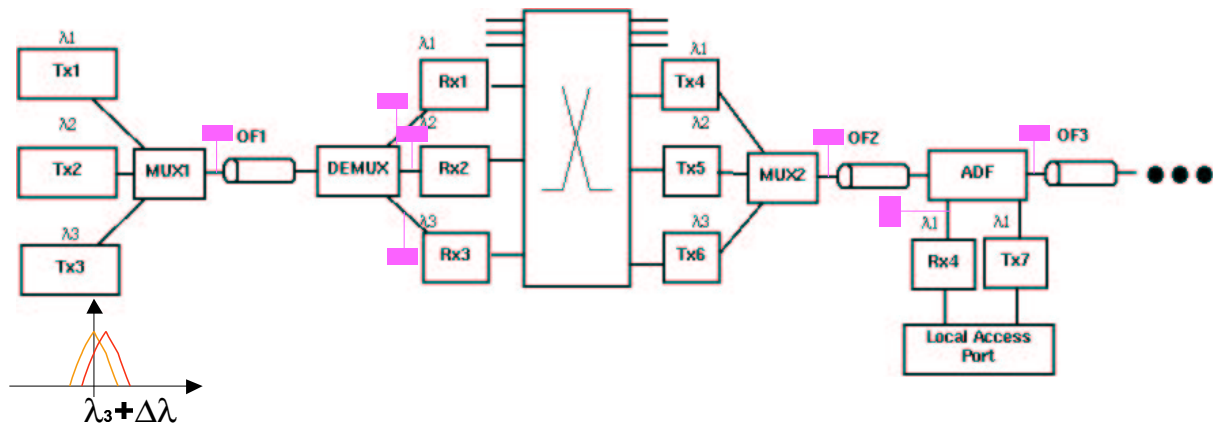 λ1
Tx1
λ2
Tx2
λ3
Tx3
MUX1
OF1
DEMUX
λ1
Rx1
λ2
Rx2
λ3
Rx3
λ1
Tx4
λ2
Tx5
λ3
Tx6
MUX2
OF2
ADF
OF3
λ1
λ1
Rx4
Tx7
Local Access
Port
λ3+Δλ